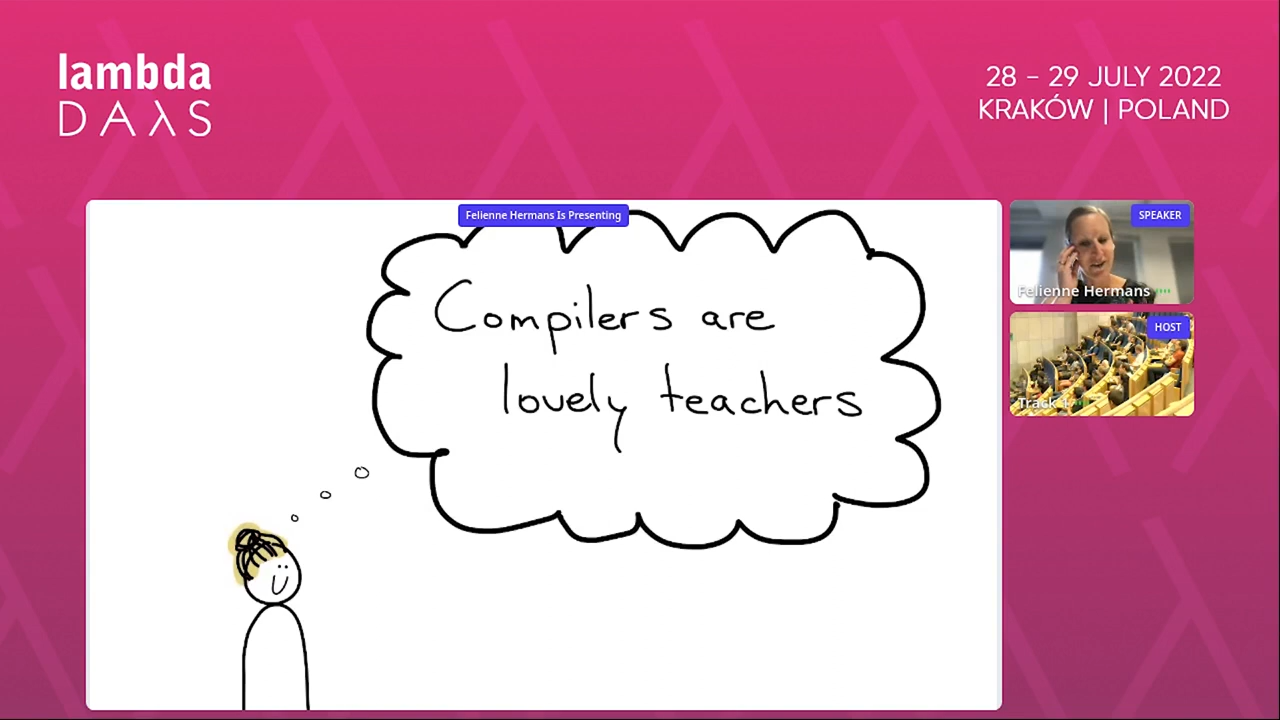 lambda
DAλS
28 – 29 JULY 2022
KRAKÓW | POLAND
Felienne Hermans Is Presenting
Compilers are
lovely teachers
SPEAKER
Felienne Hermans
HOST
Track